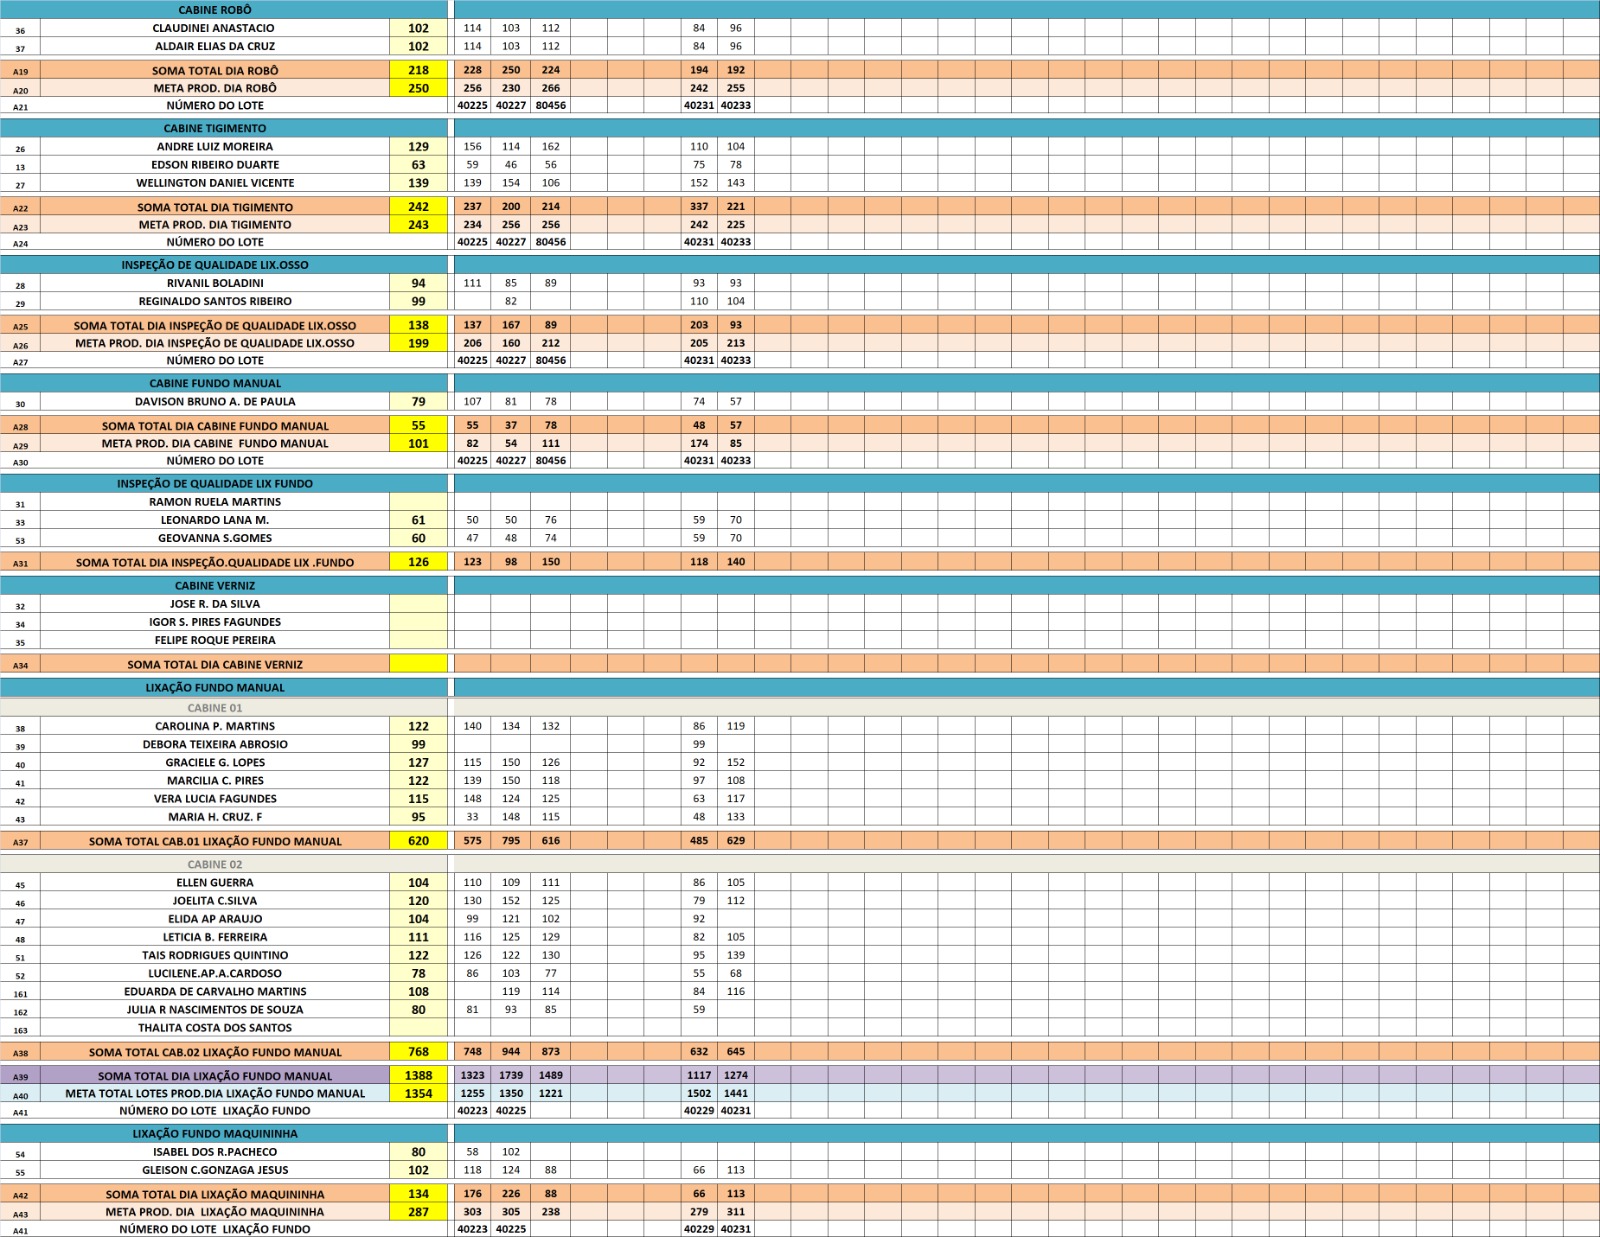 CABINE ROBÔ
36 CLAUDINEI ANASTACIO 102 114 103 112 84 96
37 ALDAIR ELIAS DA CRUZ 102 114 103 112 84 96
A19 SOMA TOTAL DIA ROBÔ 218 228 250 224 194 192
A20 META PROD. DIA ROBÔ 250 256 230 266 242 255
A21 NÚMERO DO LOTE 40225 40227 80456 40231 40233
CABINE TIGIMENTO
26 ANDRE LUIZ MOREIRA 129 156 114 162 110 104
13 EDSON RIBEIRO DUARTE 63 59 46 56 75 78
27 WELLINGTON DANIEL VICENTE 139 139 154 106 152 143
A22 SOMA TOTAL DIA TIGIMENTO 242 237 200 214 337 221
A23 META PROD. DIA TIGIMENTO 243 234 256 256 242 225
A24 NÚMERO DO LOTE 40225 40227 80456 40231 40233
INSPEÇÃO DE QUALIDADE LIX.OSSO
28 RIVANIL BOLADINI 94 111 85 89 93 93
29 REGINALDO SANTOS RIBEIRO 99 82 110 104
A25 SOMA TOTAL DIA INSPEÇÃO DE QUALIDADE LIX.OSSO 138 137 167 89 203 93
A26 META PROD. DIA INSPEÇÃO DE QUALIDADE LIX.OSSO 199 206 160 212 205 213
A27 NÚMERO DO LOTE 40225 40227 80456 40231 40233
CABINE FUNDO MANUAL
30 DAVISON BRUNO A. DE PAULA 79 107 81 78 74 57
A28 SOMA TOTAL DIA CABINE FUNDO MANUAL 55 55 37 78 48 57
A29 META PROD. DIA CABINE FUNDO MANUAL 101 82 54 111 174 85
A30 NÚMERO DO LOTE 40225 40227 80456 40231 40233
INSPEÇÃO DE QUALIDADE LIX FUNDO
31 RAMON RUELA MARTINS
33 LEONARDO LANA M. 61 50 50 76 59 70
53 GEOVANNA S.GOMES 60 47 48 74 59 70
A31 SOMA TOTAL DIA INSPEÇÃO.QUALIDADE LIX .FUNDO 126 123 98 150 118 140
CABINE VERNIZ
32 JOSE R. DA SILVA
34 IGOR S. PIRES FAGUNDES
35 FELIPE ROQUE PEREIRA
A34 SOMA TOTAL DIA CABINE VERNIZ
LIXAÇÃO FUNDO MANUAL
CABINE 01
38 CAROLINA P. MARTINS 122 140 134 132 86 119
39 DEBORA TEIXEIRA ABROSIO 99 99
40 GRACIELE G. LOPES 127 115 150 126 92 152
41 MARCILIA C. PIRES 122 139 150 118 97 108
42 VERA LUCIA FAGUNDES 115 148 124 125 63 117
43 MARIA H. CRUZ. F 95 33 148 115 48 133
A37 SOMA TOTAL CAB.01 LIXAÇÃO FUNDO MANUAL 620 575 795 616 485 629
CABINE 02
45 ELLEN GUERRA 104 110 109 111 86 105
46 JOELITA C.SILVA 120 130 152 125 79 112
47 ELIDA AP ARAUJO 104 99 121 102 92
48 LETICIA B. FERREIRA 111 116 125 129 82 105
51 TAIS RODRIGUES QUINTINO 122 126 122 130 95 139
52 LUCILENE.AP.A.CARDOSO 78 86 103 77 55 68
161 EDUARDA DE CARVALHO MARTINS 108 119 114 84 116
162 JULIA R NASCIMENTOS DE SOUZA 80 81 93 85 59
163 THALITA COSTA DOS SANTOS
A38 SOMA TOTAL CAB.02 LIXAÇÃO FUNDO MANUAL 768 748 944 873 632 645
A39 SOMA TOTAL DIA LIXAÇÃO FUNDO MANUAL 1388 1323 1739 1489 1117 1274
A40 META TOTAL LOTES PROD.DIA LIXAÇÃO FUNDO MANUAL 1354 1255 1350 1221 1502 1441
A41 NÚMERO DO LOTE LIXAÇÃO FUNDO 40223 40225 40229 40231
LIXAÇÃO FUNDO MAQUININHA
54 ISABEL DOS R.PACHECO 80 58 102
55 GLEISON C.GONZAGA JESUS 102 118 124 88 66 113
A42 SOMA TOTAL DIA LIXAÇÃO MAQUININHA 134 176 226 88 66 113
A43 META PROD. DIA LIXAÇÃO MAQUININHA 287 303 305 238 279 311
A41 NÚMERO DO LOTE LIXAÇÃO FUNDO 40223 40225 40229 40231